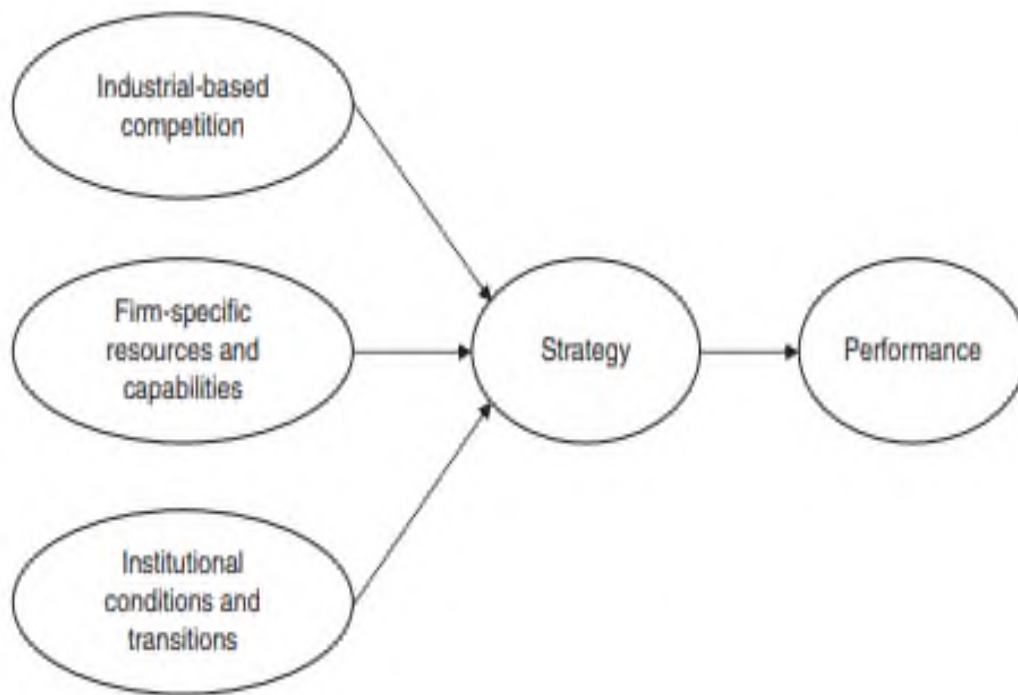 Industrial-based
competition
Firm-specific
resources and
capabilities
Strategy
Performance
Institutional
conditions and
transitions